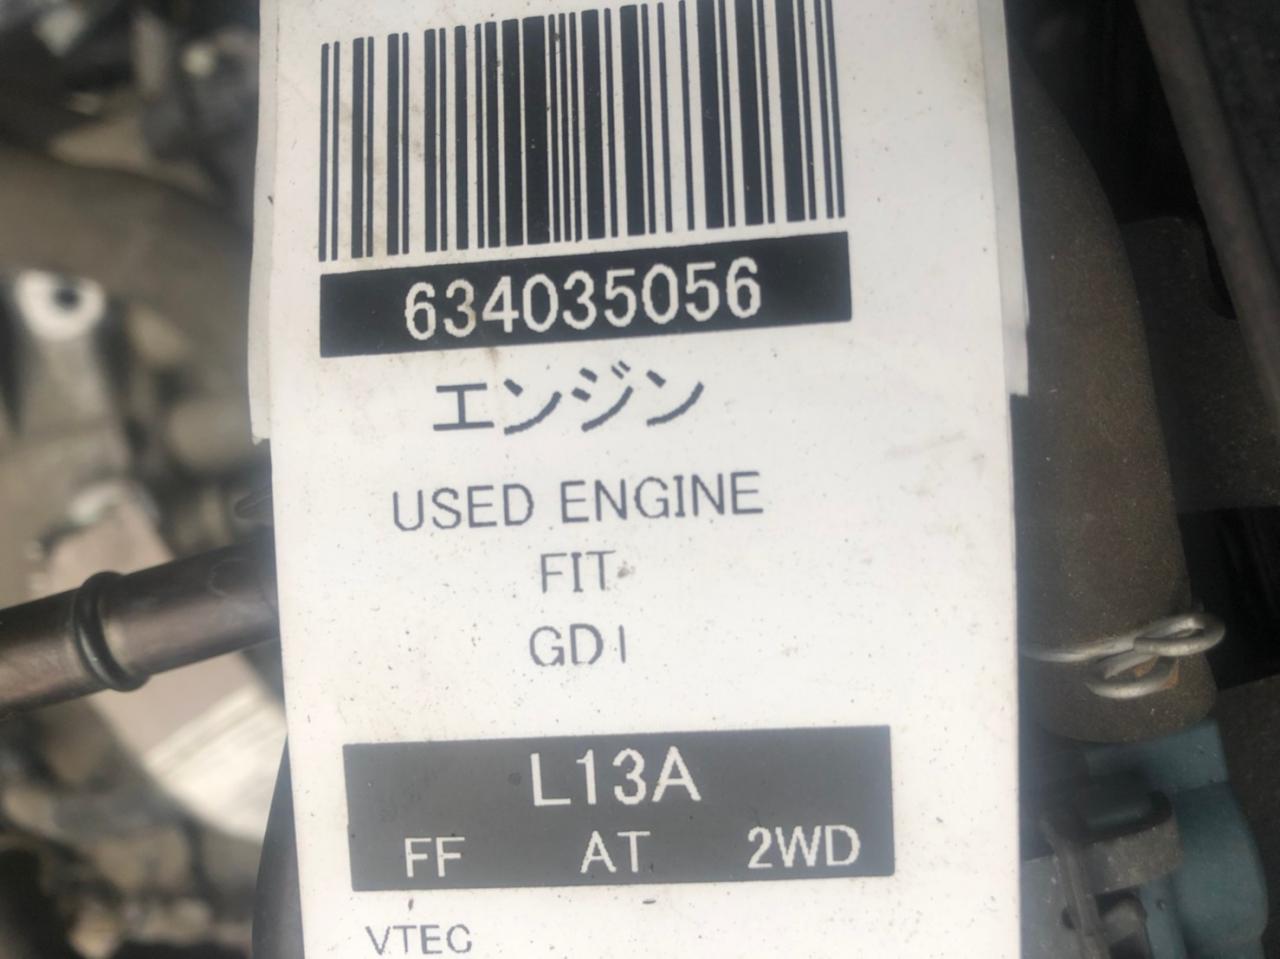 634035056
エンジン
USED ENGINE
FIT
GD1
L13A
FF AT 2WD
VTEC